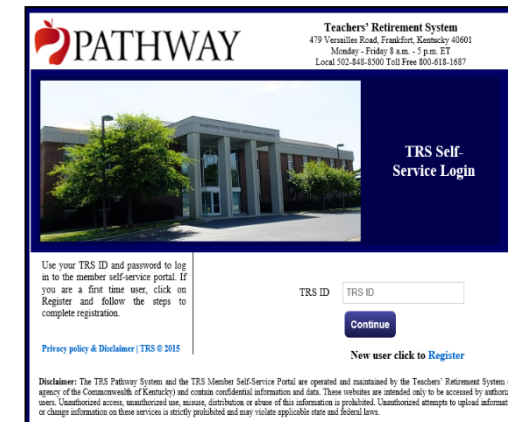 PATHWAY
Teachers' Retirement System
479 Versailles Road, Frankfort, Kentucky 40601
Monday - Friday 8 a.m. - 5 p.m. ET
Local 502-848-8500 Toll Free 800-618-1687
TRS Self-
Service Login
Use your TRS ID and password to log
in to the member self-service portal. If
you are a first time user, click on
Register and follow the steps to
complete registration.
Privacy policy & Disclaimer | TRS © 2015
TRS ID
TRS ID
Continue
New user click to Register
Disclaimer: The TRS Pathway System and the TRS Member Self-Service Portal are operated and maintained by the Teachers' Retirement System
agency of the Commonwealth of Kentucky) and contain confidential information and data. These websites are intended only to be accessed by
users. Unauthorized access, unauthorized use, misuse, distribution or abuse of this information is prohibited. Unauthorized attempts to upload
or change information on these services is strictly prohibited and may violate applicable state and federal laws.